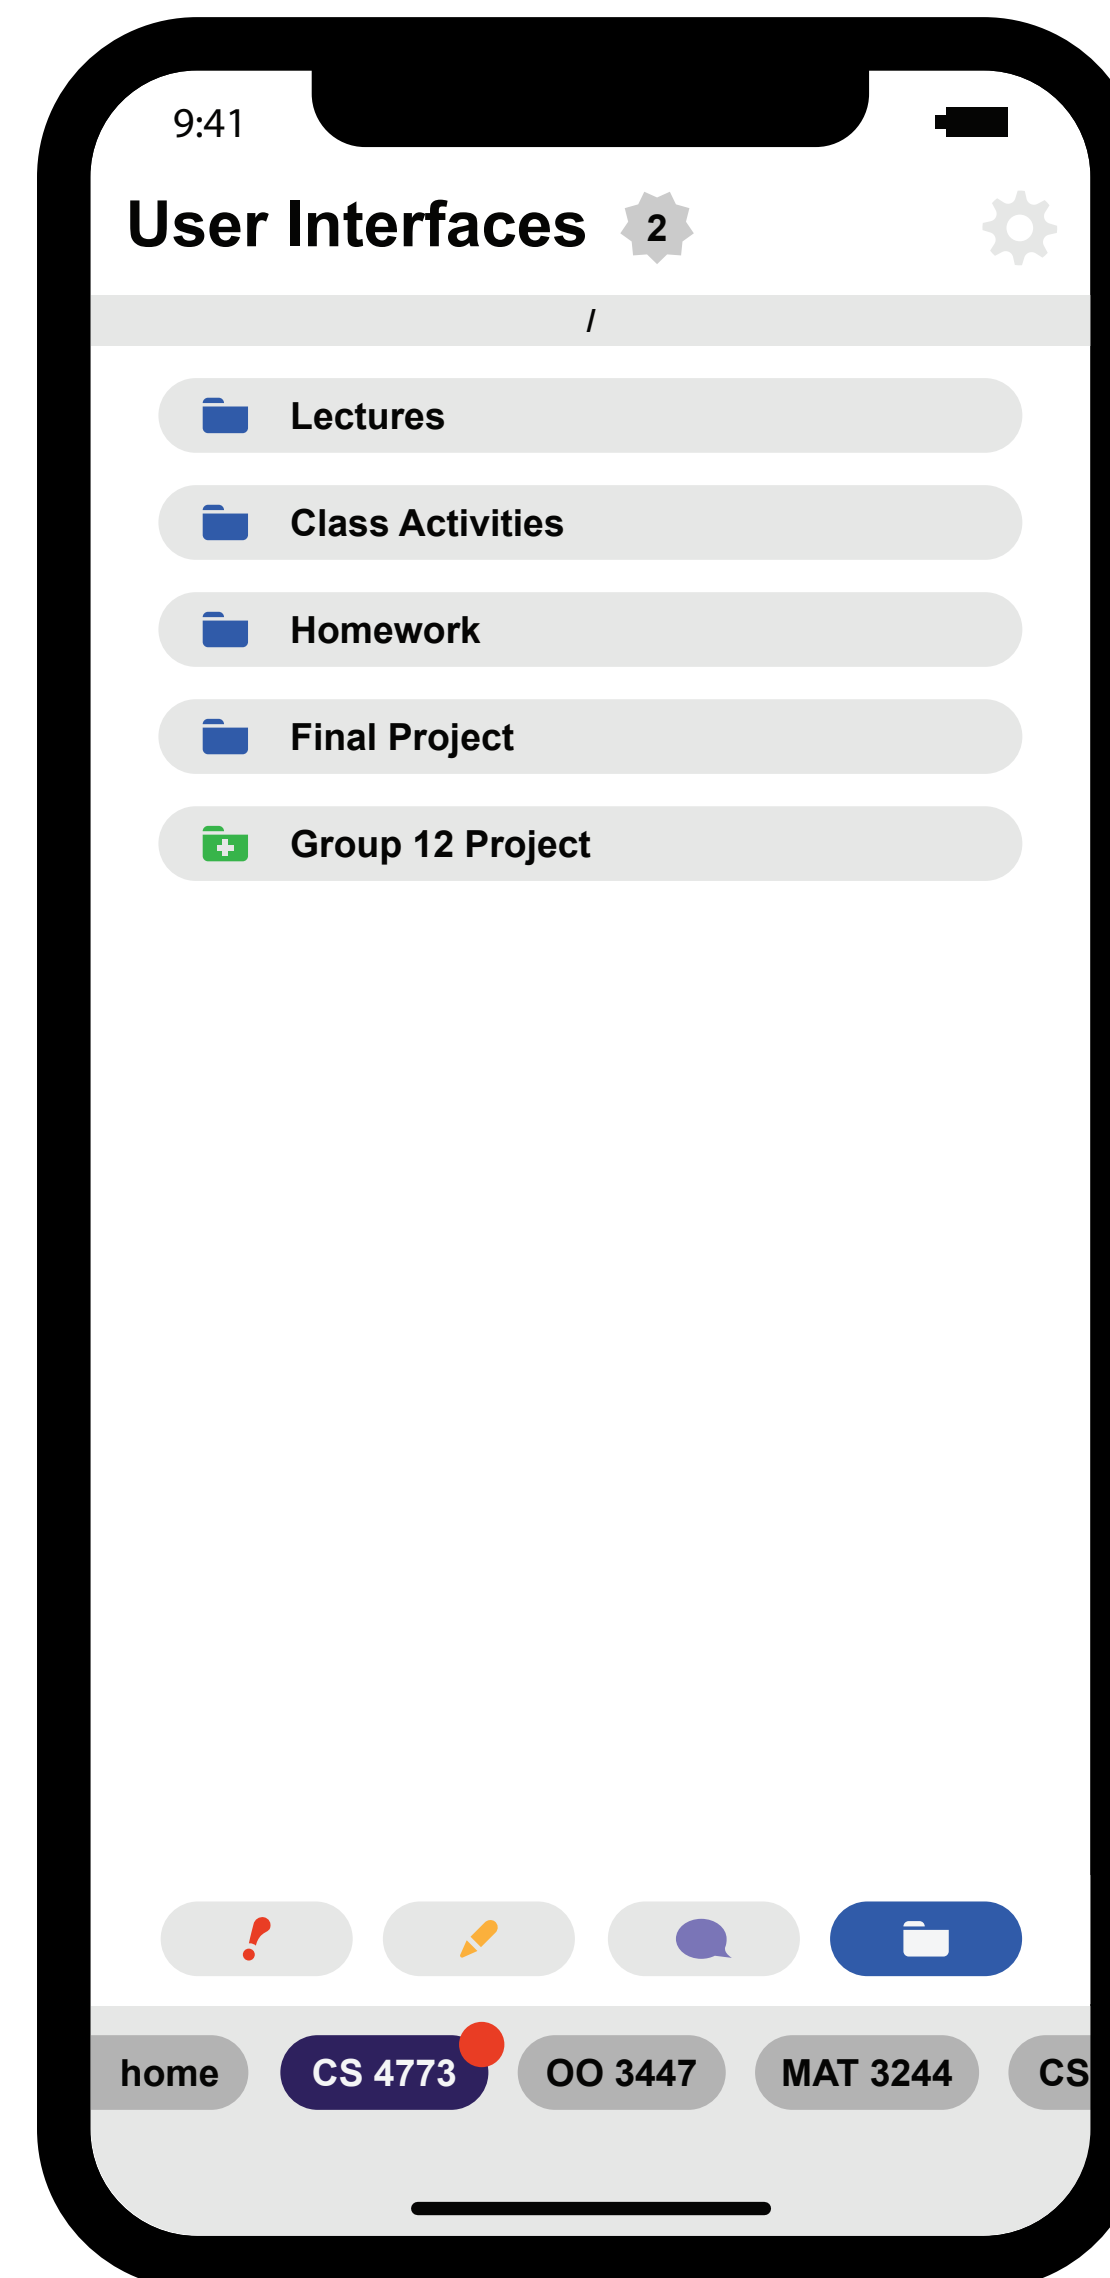 9:41
User Interfaces 2
/
Lectures
Class Activities
Homework
Final Project
Group 12 Project
home CS 4773 OO 3447 MAT 3244 CS